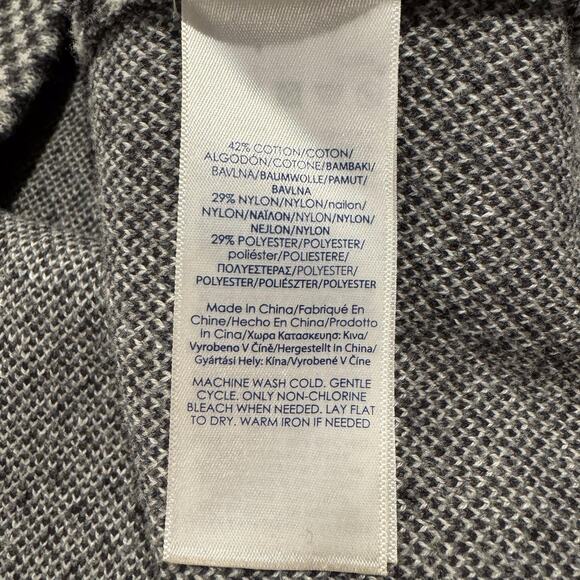 42% COTTON/COTON/
ALGODÓN/COTONE/ΒΑΜΒΑΚΙ/
BAVLNA/BAUMWOLLE/PAMUT/
BAVLNA
29% NYLON/NYLON/nailon/
NYLON/ΝΑΪΛΟΝ/NYLON/NYLON/
NEJLON/NYLON
29% POLYESTER/POLYESTER/
poliéster/POLIESTERE/
ΠΟΛΥΕΣΤΕΡΑΣ/POLYESTER/
POLYESTER/POLIÉSZTER/POLYESTER
Made in China/Fabriqué En
Chine/Hecho En China/Prodotto
in Cina/Χωρα Κατασκευησ: Κινα/
Vyrobeno V Číně/Hergestellt in China/
Gyártási Hely: Kína/Vyrobené V Číne
MACHINE WASH COLD. GENTLE
CYCLE. ONLY NON-CHLORINE
BLEACH WHEN NEEDED. LAY FLAT
TO DRY. WARM IRON IF NEEDED